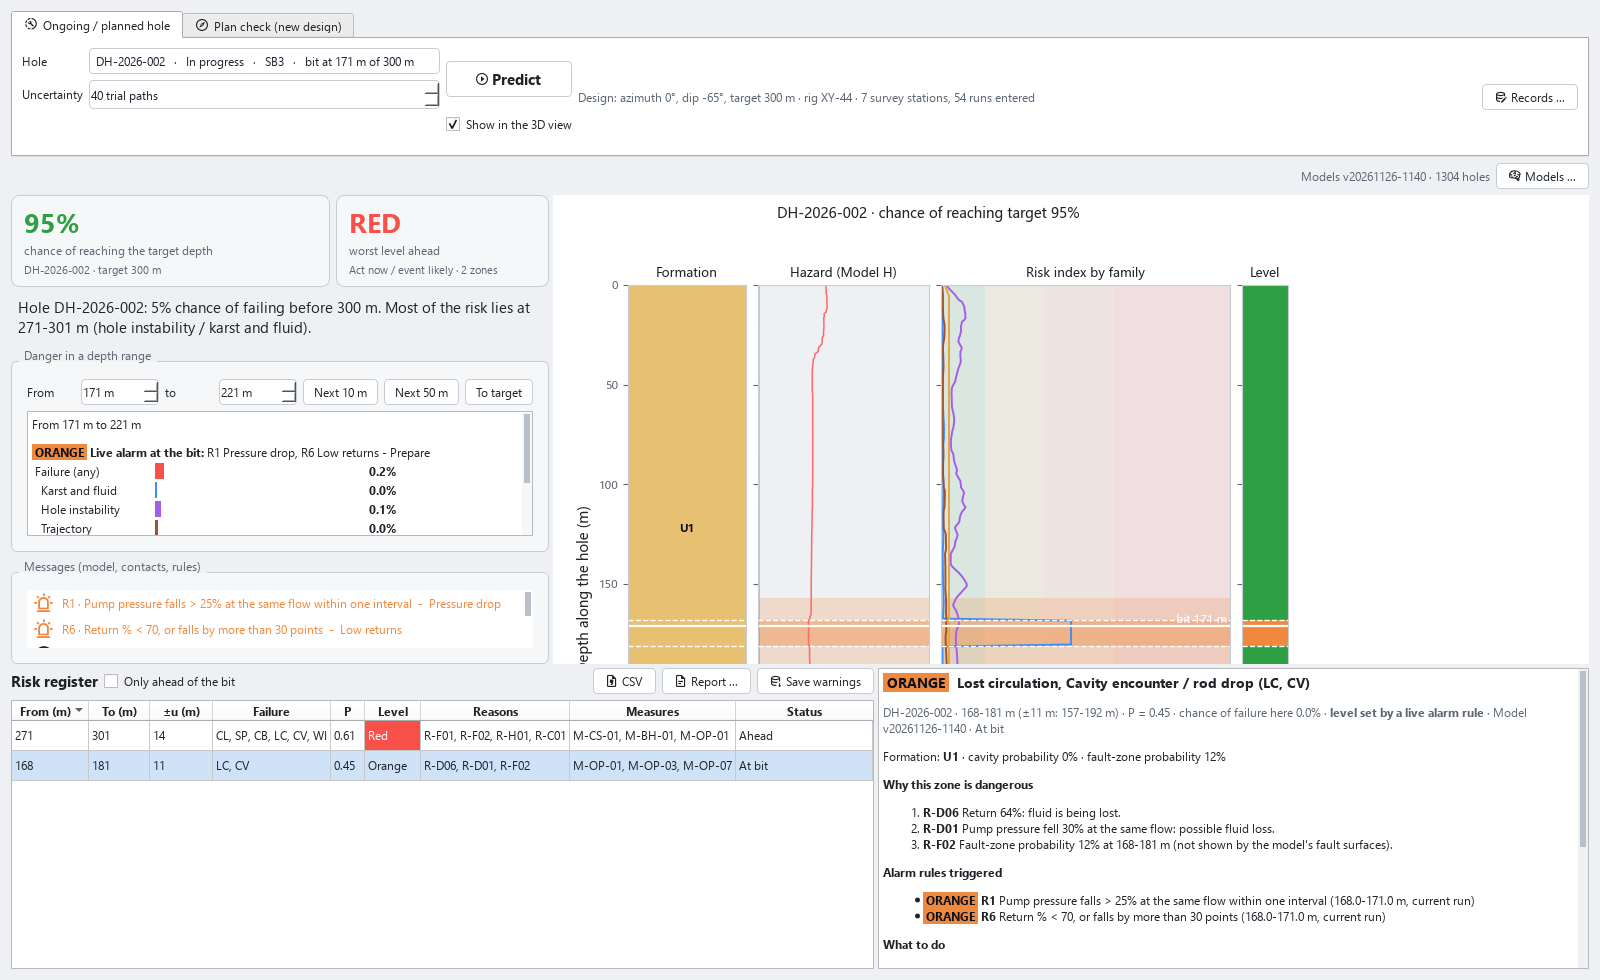 Ongoing / planned hole
Plan check (new design)
Hole
DH-2026-002 · In progress · SB3 · bit at 171 m of 300 m
Uncertainty
40 trial paths
Predict
Show in the 3D view
Design: azimuth 0°, dip -65°, target 300 m · rig XY-44 · 7 survey stations, 54 runs entered
Records ...
Models v20261126-1140 · 1304 holes
Models ...
95%
chance of reaching the target depth
DH-2026-002 · target 300 m
RED
worst level ahead
Act now / event likely · 2 zones
Hole DH-2026-002: 5% chance of failing before 300 m. Most of the risk lies at
271-301 m (hole instability / karst and fluid).
Danger in a depth range
From
171 m
to
221 m
Next 10 m
Next 50 m
To target
From 171 m to 221 m
ORANGE Live alarm at the bit: R1 Pressure drop, R6 Low returns - Prepare
Failure (any) 0.2%
Karst and fluid 0.0%
Hole instability 0.1%
Trajectory 0.0%
Messages (model, contacts, rules)
R1 · Pump pressure falls > 25% at the same flow within one interval - Pressure drop
R6 · Return % < 70, or falls by more than 30 points - Low returns
DH-2026-002 · chance of reaching target 95%
Formation
Hazard (Model H)
Risk index by family
Level
0
50
100
150
U1
bit 171 m
epth along the hole (m)
Risk register
Only ahead of the bit
CSV
Report ...
Save warnings
From (m) To (m) ±u (m) Failure P Level Reasons Measures Status
271 301 14 CL, SP, CB, LC, CV, WI 0.61 Red R-F01, R-F02, R-H01, R-C01 M-CS-01, M-BH-01, M-OP-01 Ahead
168 181 11 LC, CV 0.45 Orange R-D06, R-D01, R-F02 M-OP-01, M-OP-03, M-OP-07 At bit
ORANGE Lost circulation, Cavity encounter / rod drop (LC, CV)
DH-2026-002 · 168-181 m (±11 m: 157-192 m) · P = 0.45 · chance of failure here 0.0% · level set by a live alarm rule · Model
v20261126-1140 · At bit
Formation: U1 · cavity probability 0% · fault-zone probability 12%
Why this zone is dangerous
1. R-D06 Return 64%: fluid is being lost.
2. R-D01 Pump pressure fell 30% at the same flow: possible fluid loss.
3. R-F02 Fault-zone probability 12% at 168-181 m (not shown by the model's fault surfaces).
Alarm rules triggered
• ORANGE R1 Pump pressure falls > 25% at the same flow within one interval (168.0-171.0 m, current run)
• ORANGE R6 Return % < 70, or falls by more than 30 points (168.0-171.0 m, current run)
What to do